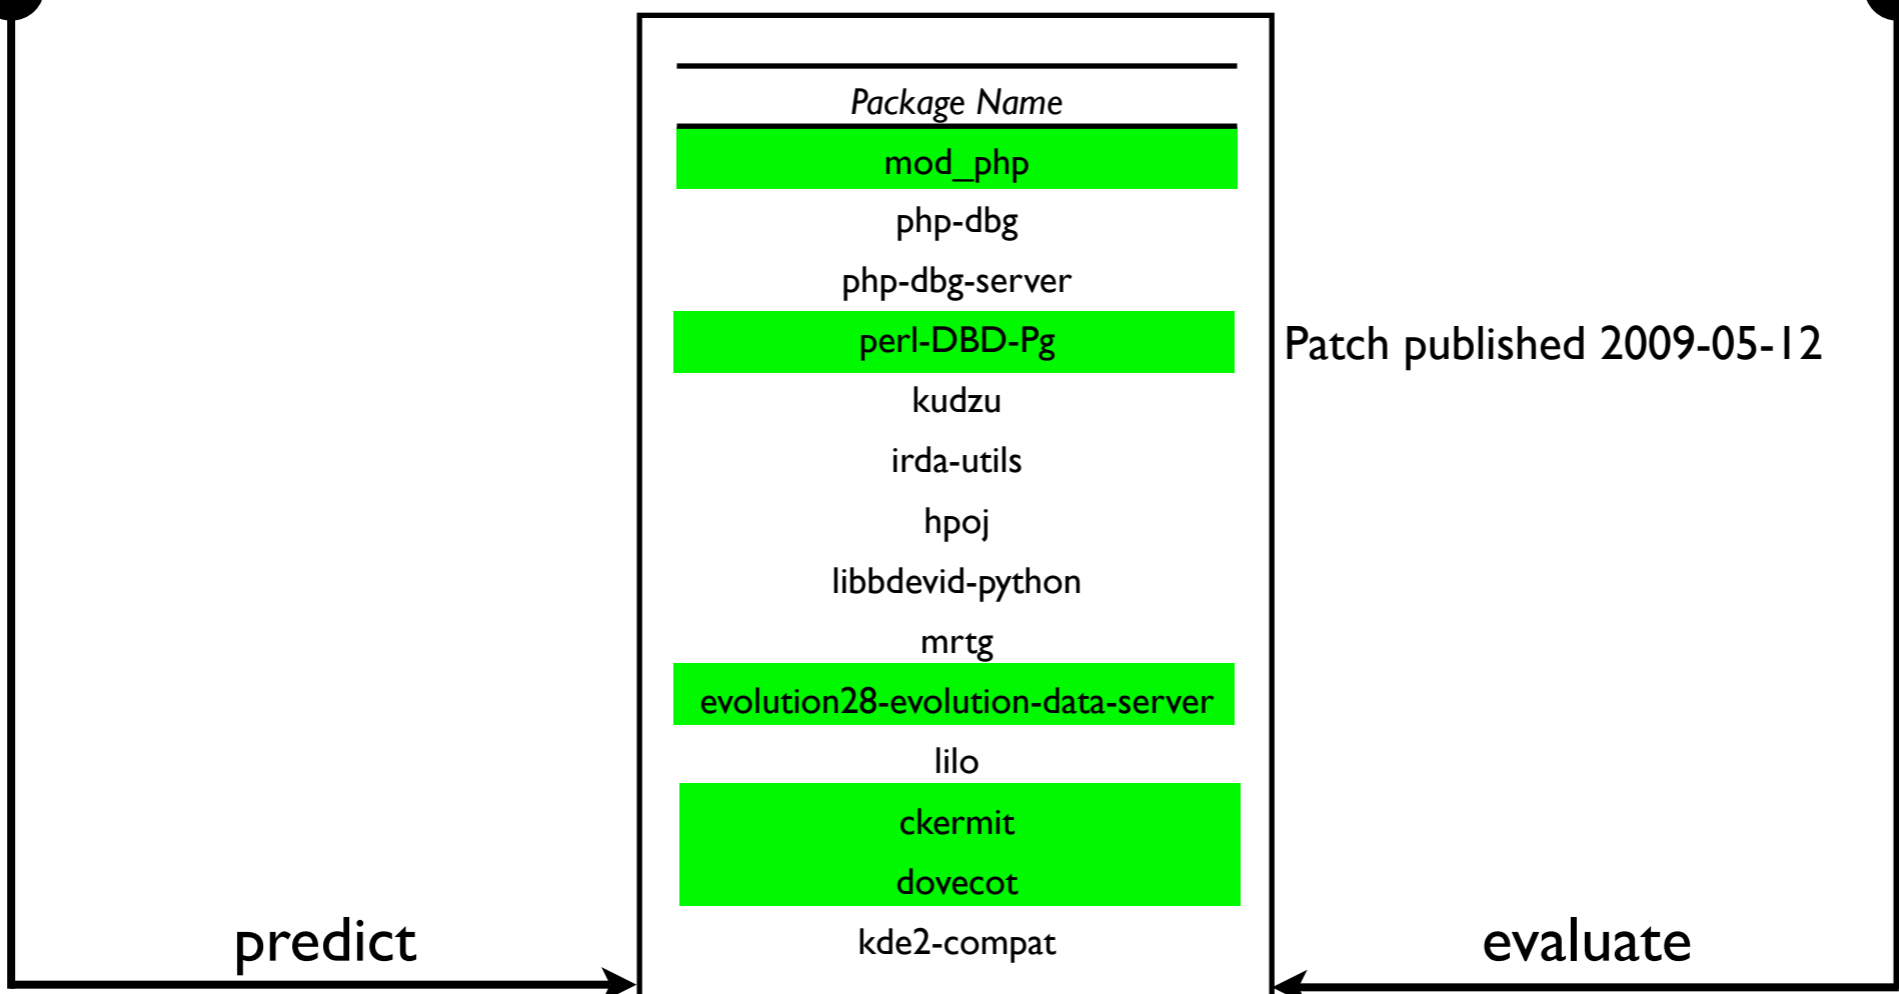 Package Name
mod_php
php-dbg
php-dbg-server
perl-DBD-Pg
Patch published 2009-05-12
kudzu
irda-utils
hpoj
libbdevid-python
mrtg
evolution28-evolution-data-server
lilo
ckermit
dovecot
predict
kde2-compat
evaluate